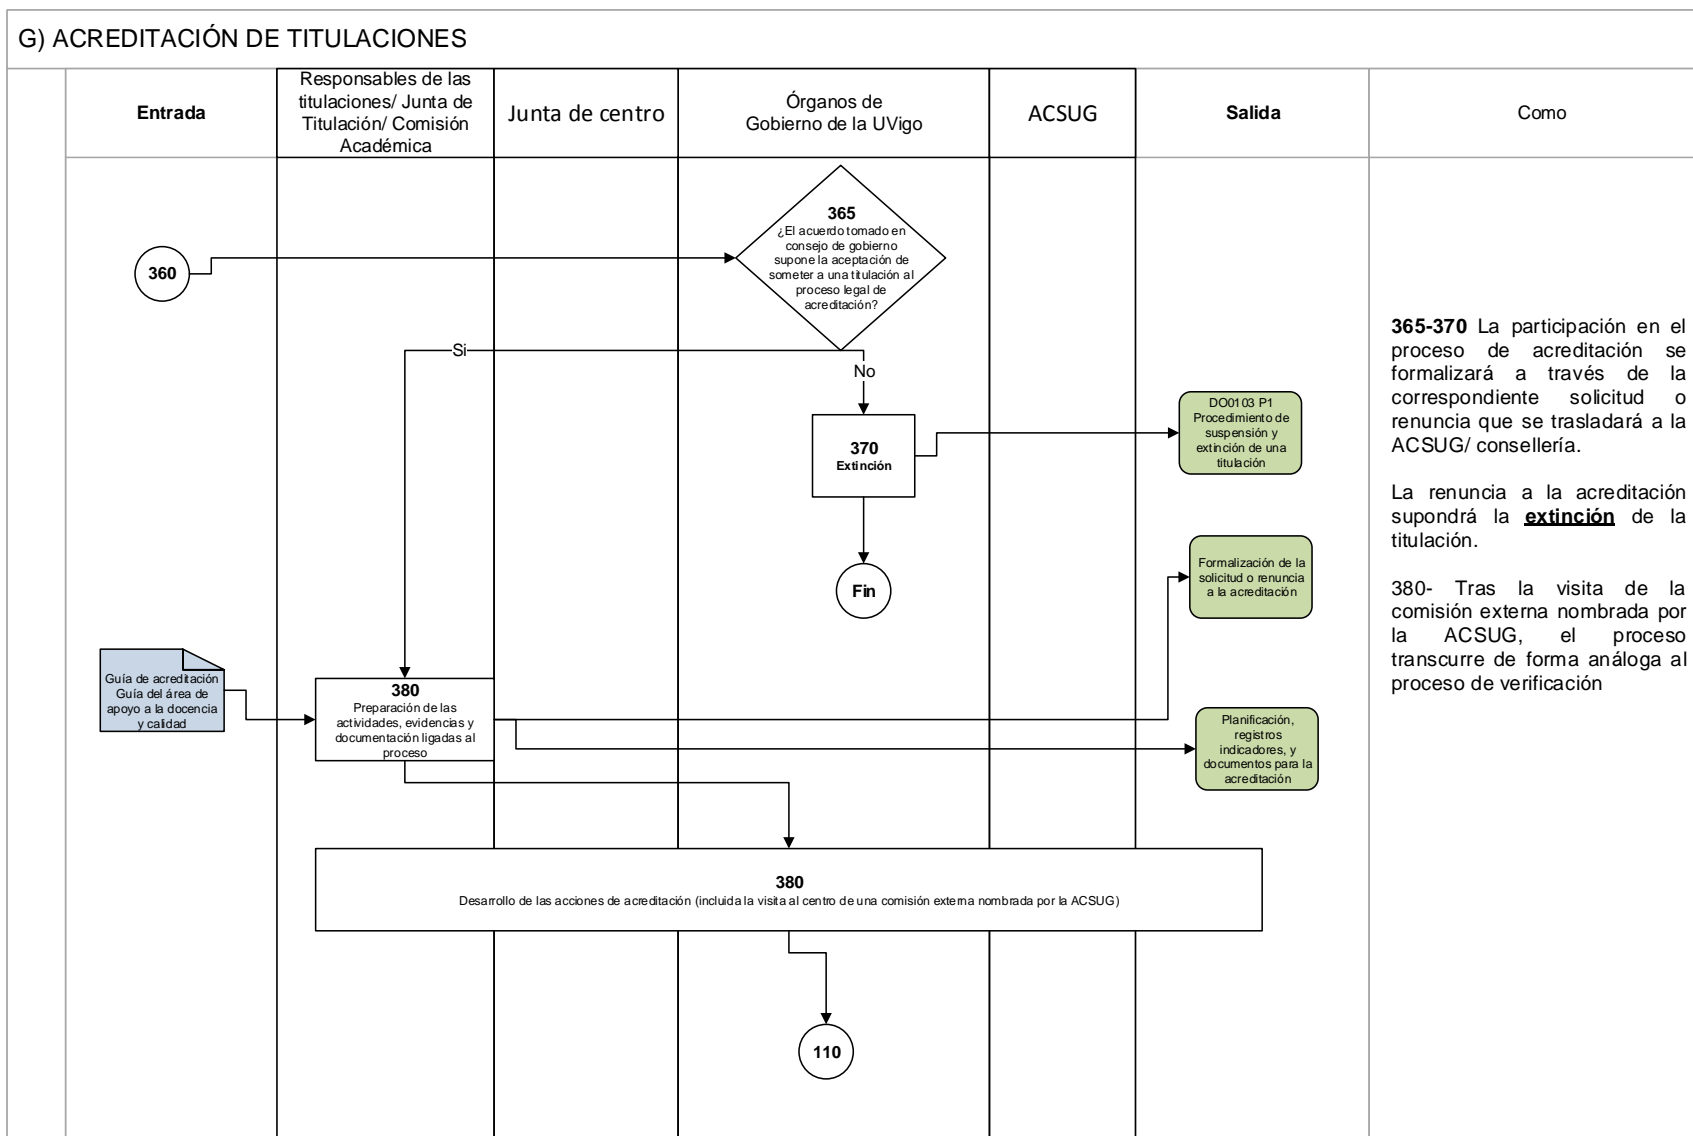 G) ACREDITACIÓN DE TITULACIONES
Entrada
Responsables de las
titulaciones/ Junta de
Titulación/ Comisión
Académica
Junta de centro
Órganos de
Gobierno de la UVigo
ACSUG
Salida
Como
360
365
¿El acuerdo tomado en
consejo de gobierno
supone la aceptación de
someter a una titulación al
proceso legal de
acreditación?
Si
No
370
Extinción
DO0103 P1
Procedimiento de
suspensión y
extinción de una
titulación
Fin
Formalización de la
solicitud o renuncia
a la acreditación
Guía de acreditación
Guía del área de
apoyo a la docencia
y calidad
380
Preparación de las
actividades, evidencias y
documentación ligadas al
proceso
Planificación,
registros
indicadores, y
documentos para la
acreditación
380
Desarrollo de las acciones de acreditación (incluida la visita al centro de una comisión externa nombrada por la ACSUG)
110
365-370 La participación en el
proceso de acreditación se
formalizará a través de la
correspondiente solicitud o
renuncia que se trasladará a la
ACSUG/ consellería.
La renuncia a la acreditación
supondrá la extinción de la
titulación.
380- Tras la visita de la
comisión externa nombrada por
la ACSUG, el proceso
transcurre de forma análoga al
proceso de verificación